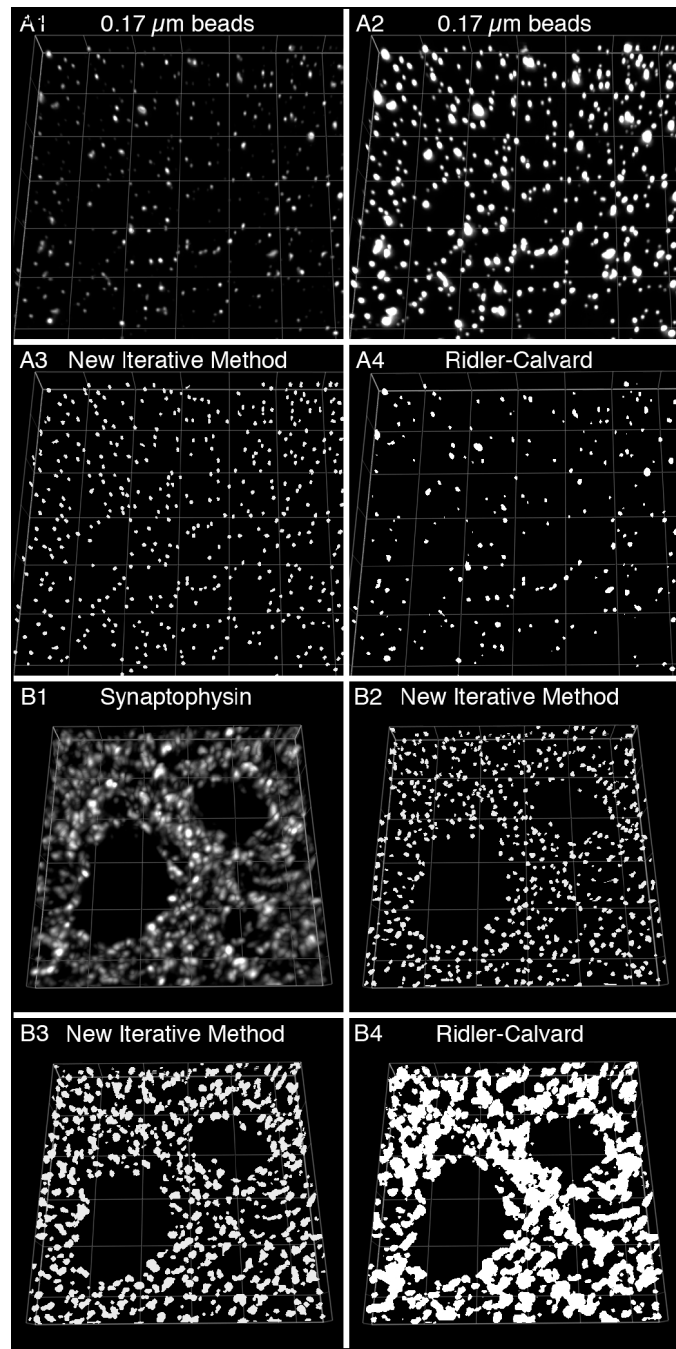 A1 0.17 µm beads
A2 0.17 µm beads
A3 New Iterative Method
A4 Ridler-Calvard
B1 Synaptophysin
B2 New Iterative Method
B3 New Iterative Method
B4 Ridler-Calvard